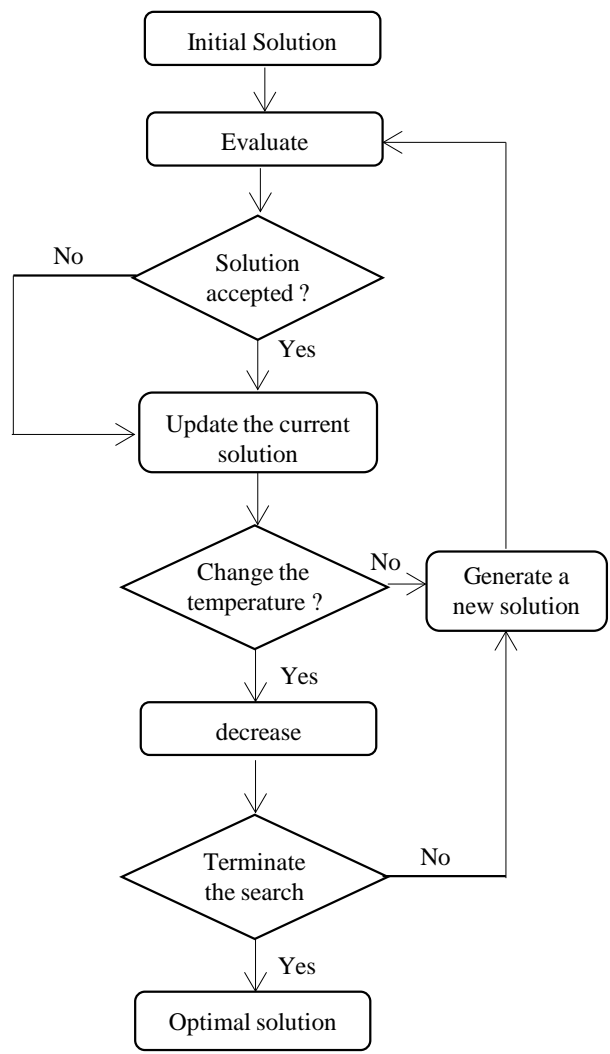 Initial Solution
Evaluate
No
Solution
accepted ?
Yes
Update the current
solution
Change the
temperature ?
No
Generate a
new solution
Yes
decrease
Terminate
the search
No
Yes
Optimal solution